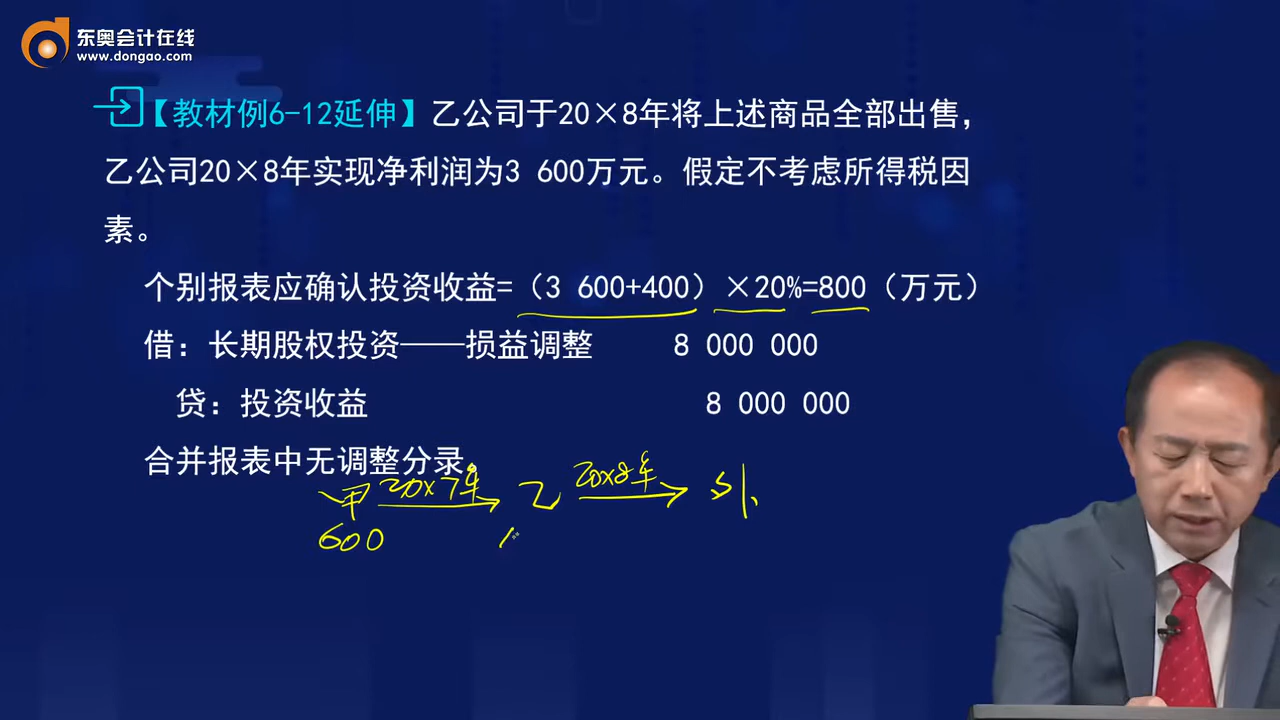 东奥会计在线
www.dongao.com
【教材例6-12延伸】乙公司于20×8年将上述商品全部出售，
乙公司20×8年实现净利润为3 600万元。假定不考虑所得税因
素。
个别报表应确认投资收益=（3 600+400）×20%=800（万元）
借：长期股权投资——损益调整 8 000 000
贷：投资收益 8 000 000
合并报表中无调整分录。
甲 20×7年 乙 20×8年 外
600